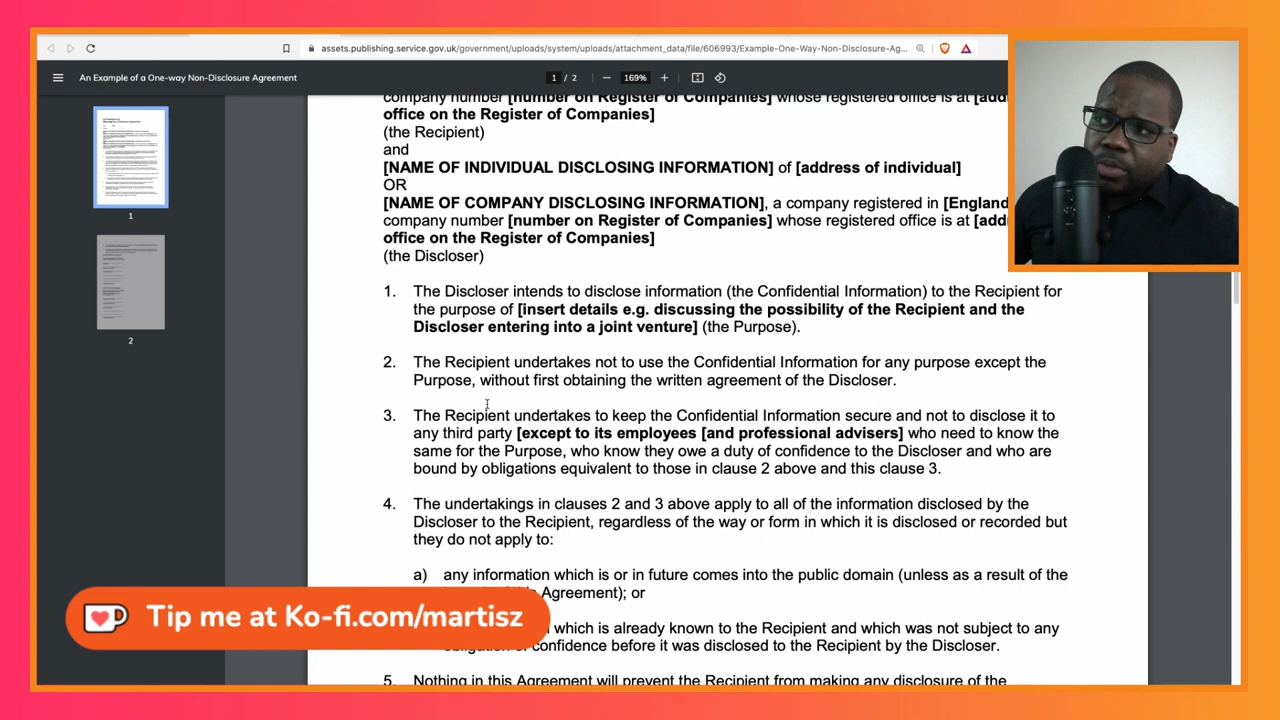 assets.publishing.service.gov.uk/government/uploads/system/uploads/attachment_data/file/606993/Example-One-Way-Non-Disclosure-Ag...
An Example of a One-way Non-Disclosure Agreement
1 / 2
169%
company number [number on Register of Companies] whose registered office is at [add
office on the Register of Companies]
(the Recipient)
and
[NAME OF INDIVIDUAL DISCLOSING INFORMATION] of [address of individual]
OR
[NAME OF COMPANY DISCLOSING INFORMATION], a company registered in [England
company number [number on Register of Companies] whose registered office is at [add
office on the Register of Companies]
(the Discloser)
1. The Discloser intends to disclose information (the Confidential Information) to the Recipient for
the purpose of [insert details e.g. discussing the possibility of the Recipient and the
Discloser entering into a joint venture] (the Purpose).
2. The Recipient undertakes not to use the Confidential Information for any purpose except the
Purpose, without first obtaining the written agreement of the Discloser.
3. The Recipient undertakes to keep the Confidential Information secure and not to disclose it to
any third party [except to its employees [and professional advisers] who need to know the
same for the Purpose, who know they owe a duty of confidence to the Discloser and who are
bound by obligations equivalent to those in clause 2 above and this clause 3.
4. The undertakings in clauses 2 and 3 above apply to all of the information disclosed by the
Discloser to the Recipient, regardless of the way or form in which it is disclosed or recorded but
they do not apply to:
a) any information which is or in future comes into the public domain (unless as a result of the
Agreement); or
which is already known to the Recipient and which was not subject to any
confidence before it was disclosed to the Recipient by the Discloser.
5. Nothing in this Agreement will prevent the Recipient from making any disclosure of the
1
2
Tip me at Ko-fi.com/martisz